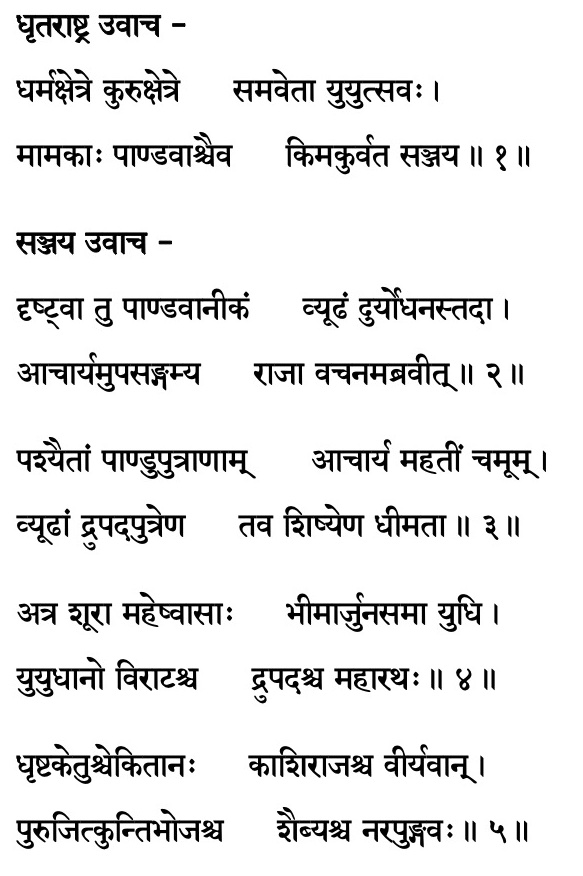 धृतराष्ट्र उवाच –
धर्मक्षेत्रे कुरुक्षेत्रे समवेता युयुत्सवः।
मामकाः पाण्डवाश्चैव किमकुर्वत सञ्जय॥ १॥
सञ्जय उवाच –
दृष्ट्वा तु पाण्डवानीकं व्यूढं दुर्योधनस्तदा।
आचार्यमुपसङ्गम्य राजा वचनमब्रवीत्॥ २॥
पश्यैतां पाण्डुपुत्राणाम् आचार्य महतीं चमूम्।
व्यूढां द्रुपदपुत्रेण तव शिष्येण धीमता॥ ३॥
अत्र शूरा महेष्वासाः भीमार्जुनसमा युधि।
युयुधानो विराटश्च द्रुपदश्च महारथः॥ ४॥
धृष्टकेतुश्चेकितानः काशिराजश्च वीर्यवान्।
पुरुजित्कुन्तिभोजश्च शैब्यश्च नरपुङ्गवः॥ ५॥